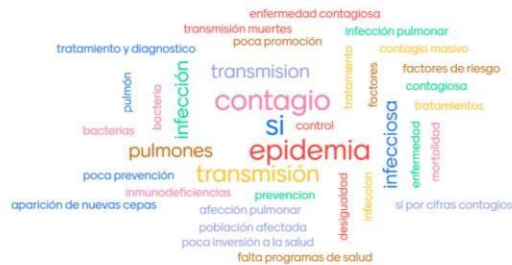 enfermedad contagiosa
transmisión muertes
infección pulmonar
poca promoción
tratamiento y diagnostico
contagio masivo
transmision
factores de riesgo
pulmón
bacteria
infección
tratamiento
factores
contagiosa
contagio
tratamientos
si
control
bacterias
infecciosa
enfermedad
mortalidad
pulmones
epidemia
poca prevención
transmisión
inmunodeficiencias
prevencion
desigualdad
infeccion
aparición de nuevas cepas
afección pulmonar
si por cifras contagios
población afectada
poca inversión a la salud
falta programas de salud